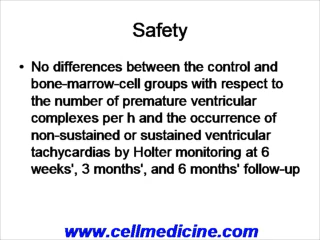 Safety
• No differences between the control and
bone-marrow-cell groups with respect to
the number of premature ventricular
complexes per h and the occurrence of
non-sustained or sustained ventricular
tachycardias by Holter monitoring at 6
weeks', 3 months', and 6 months' follow-up
www.cellmedicine.com